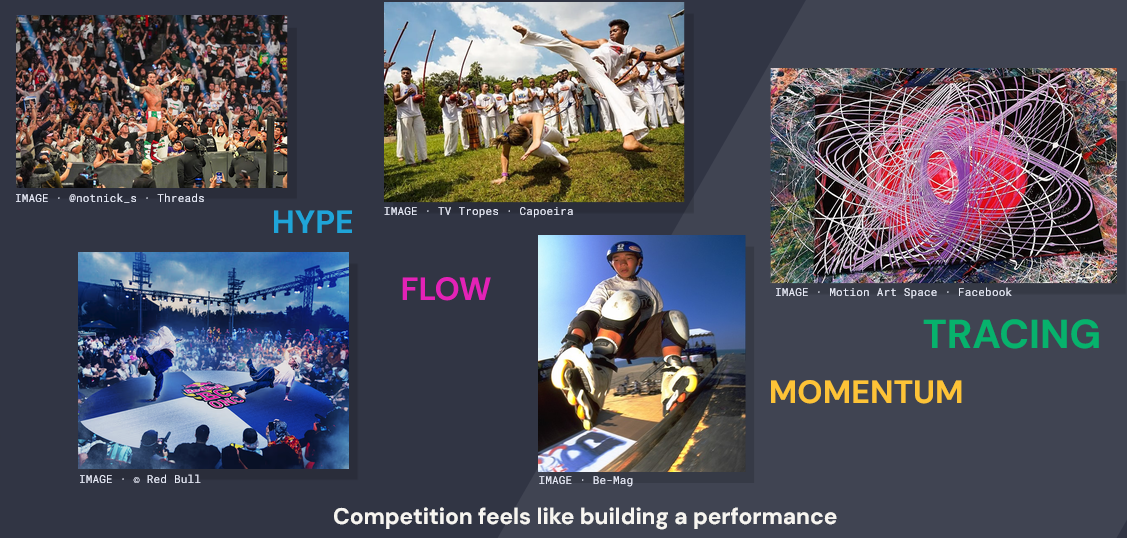 IMAGE · @notnick_s · Threads
HYPE
IMAGE · TV Tropes · Capoeira
FLOW
IMAGE · © Red Bull
IMAGE · Be-Mag
IMAGE · Motion Art Space · Facebook
TRACING
MOMENTUM
Competition feels like building a performance